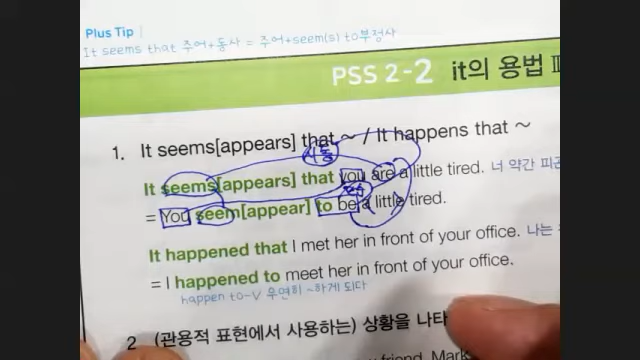 Plus Tip
It seems that 주어+동사 = 주어+seem(s) to부정사
PSS 2-2 it의 용법 II
1. It seems[appears] that ~ / It happens that ~
It seems[appears] that you are a little tired. 너 약간 피곤
= You seem[appear] to be a little tired.
It happened that I met her in front of your office. 나는
= I happened to meet her in front of your office.
happen to-V 우연히 ~하게 되다
2 (관용적 표현에서 사용하는) 상황을 나타
friend. Mark